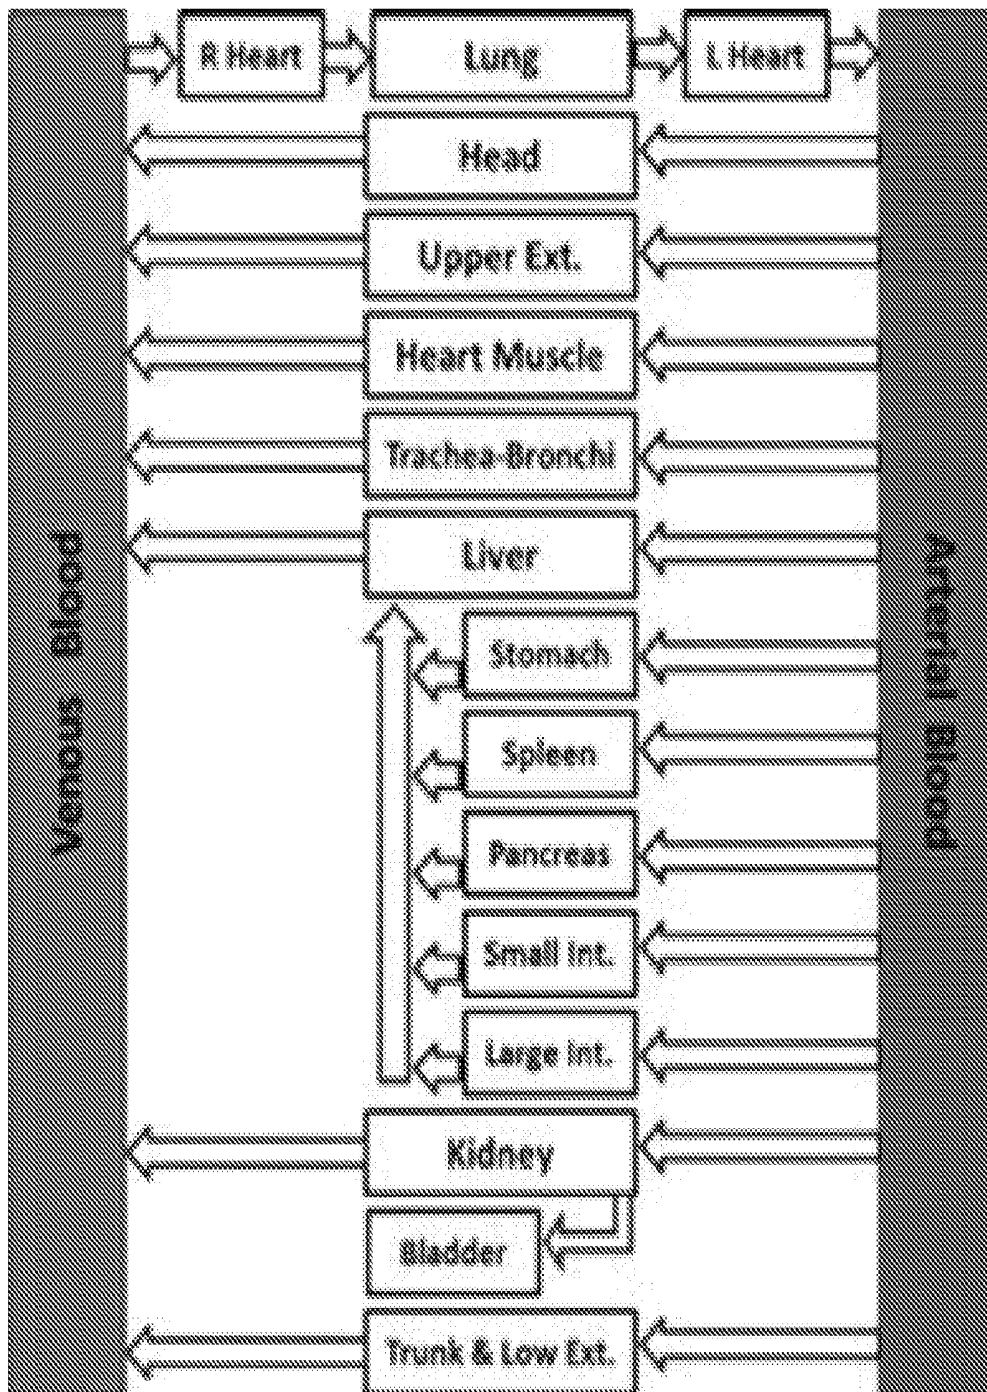 R Heart
Lung
L Heart
Head
Upper Ext.
Heart Muscle
Trachea-Bronchi
Liver
Stomach
Spleen
Pancreas
Small Int.
Large Int.
Kidney
Bladder
Trunk & Low Ext.
Venous Blood
Arterial Blood